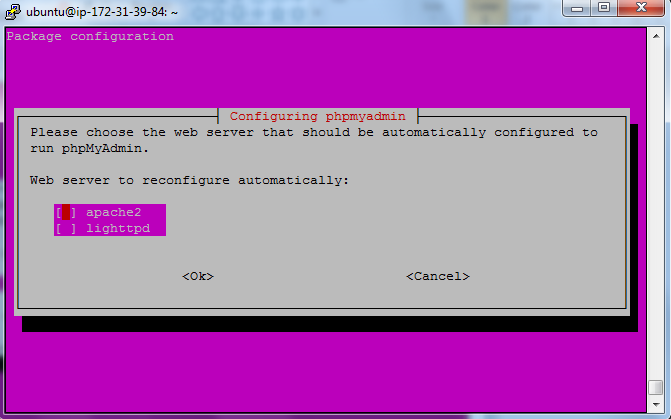 ubuntu@ip-172-31-39-84: ~
Package configuration
Configuring phpmyadmin
Please choose the web server that should be automatically configured to
run phpMyAdmin.
Web server to reconfigure automatically:
[ ] apache2
[ ] lighttpd
<Ok> <Cancel>